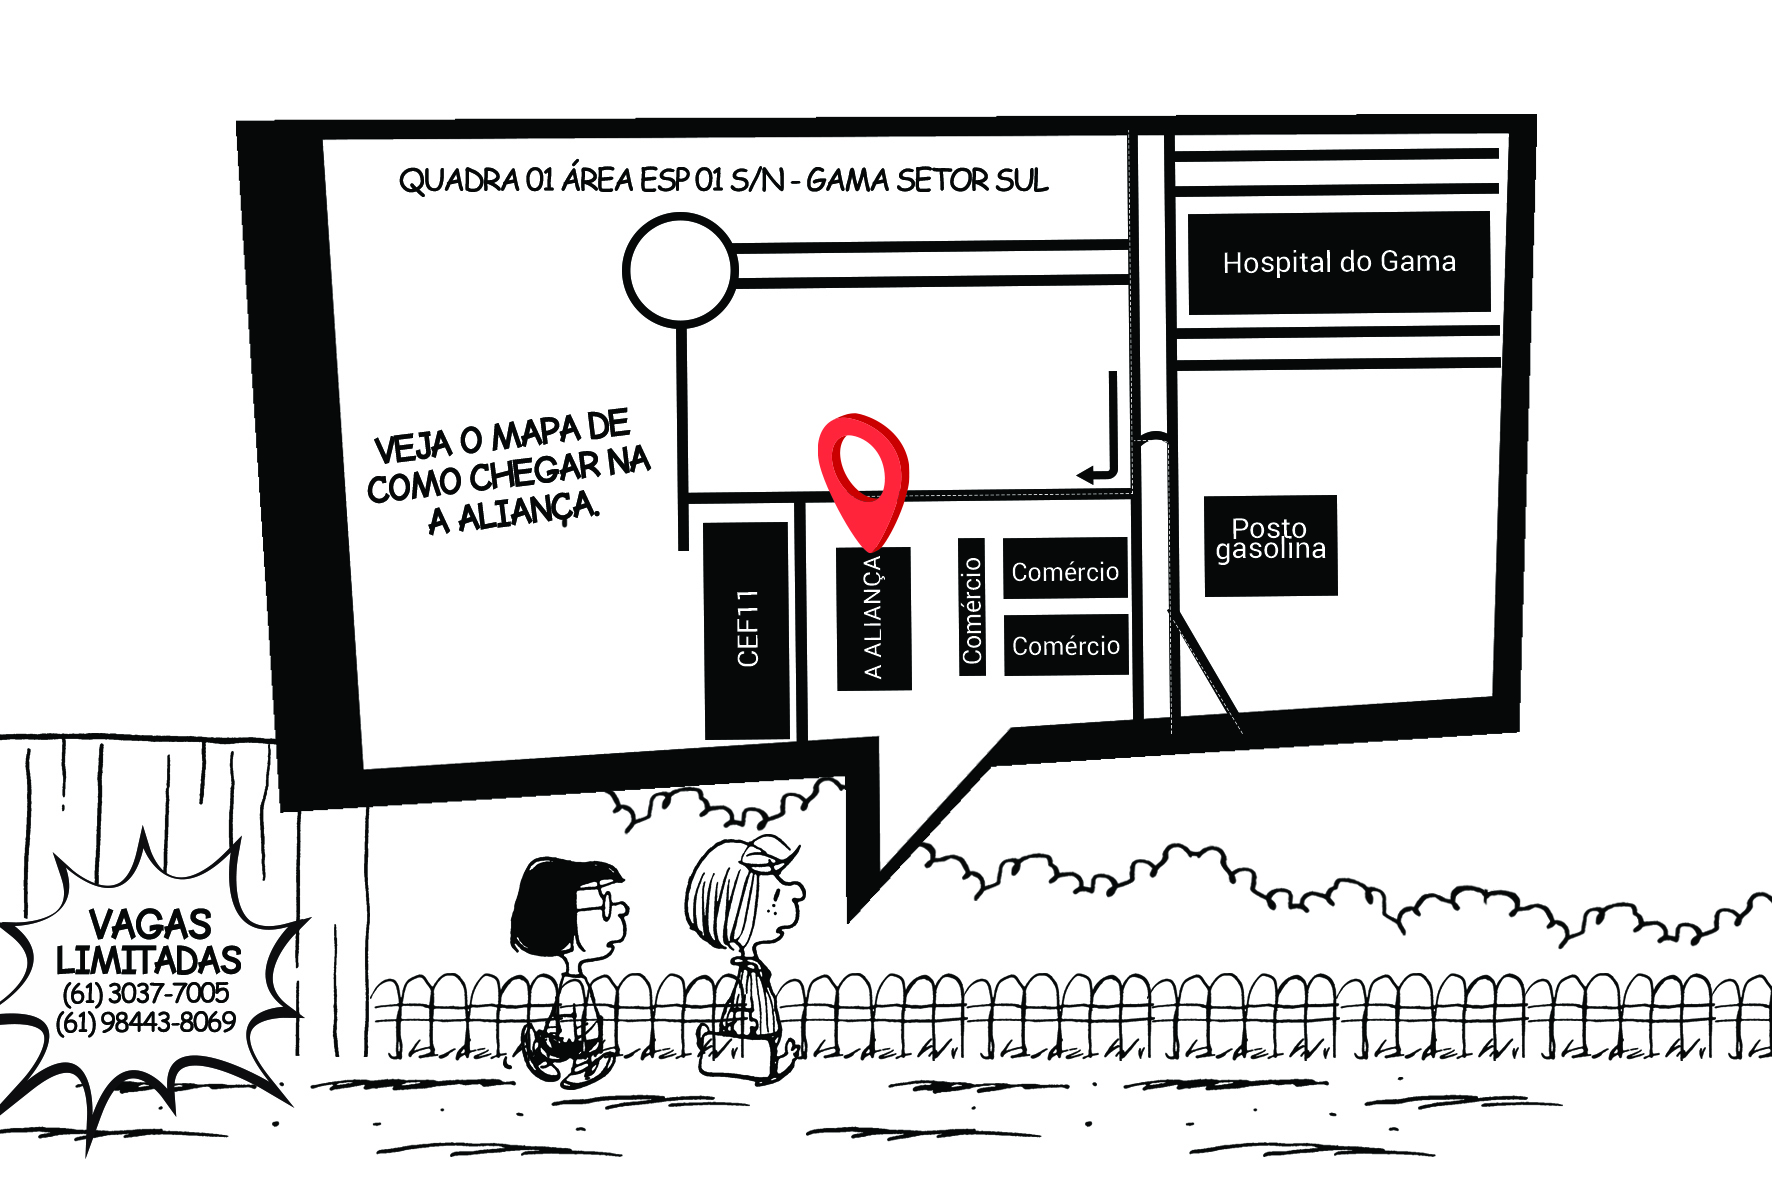 QUADRA 01 ÁREA ESP 01 S/N - GAMA SETOR SUL
Hospital do Gama
VEJA O MAPA DE
COMO CHEGAR NA
A ALIANÇA.
Posto
gasolina
CEF11
A ALIANÇA
Comércio
Comércio
Comércio
VAGAS
LIMITADAS
(61) 3037-7005
(61) 98443-8069